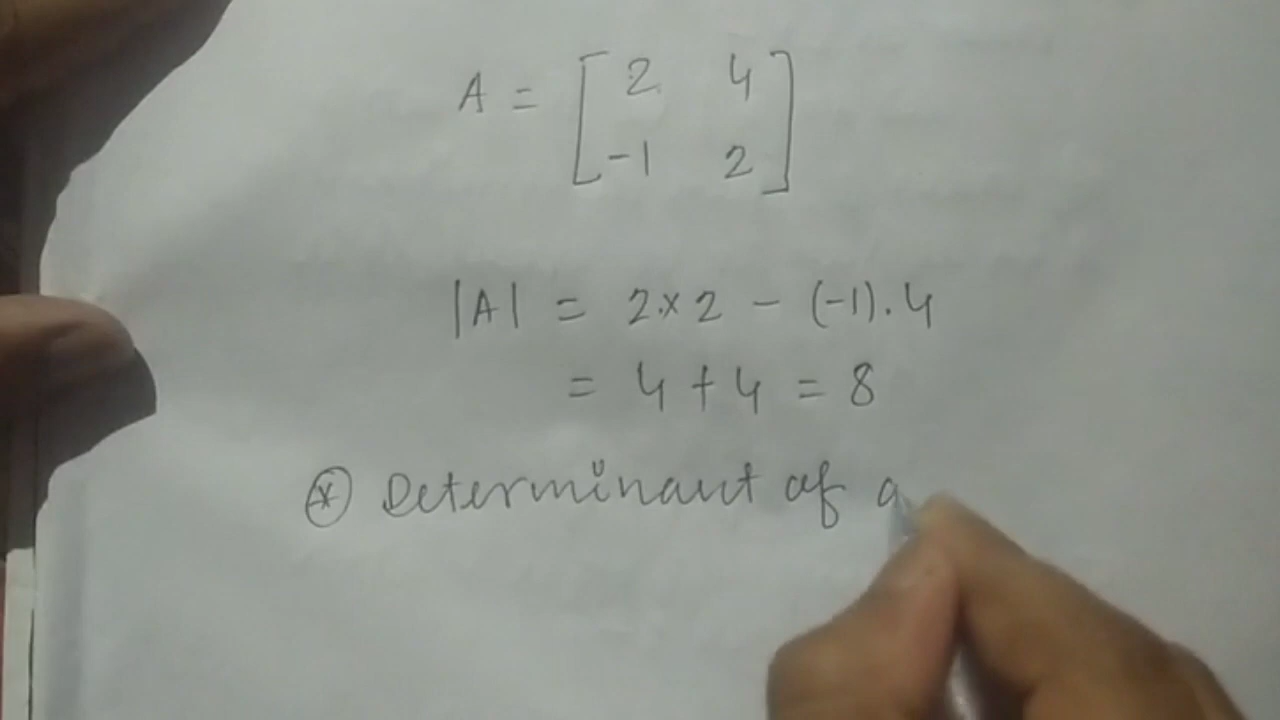 A = [ 2 4
-1 2 ]
|A| = 2 × 2 - (-1) . 4
= 4 + 4 = 8
⊛ Determinant of a